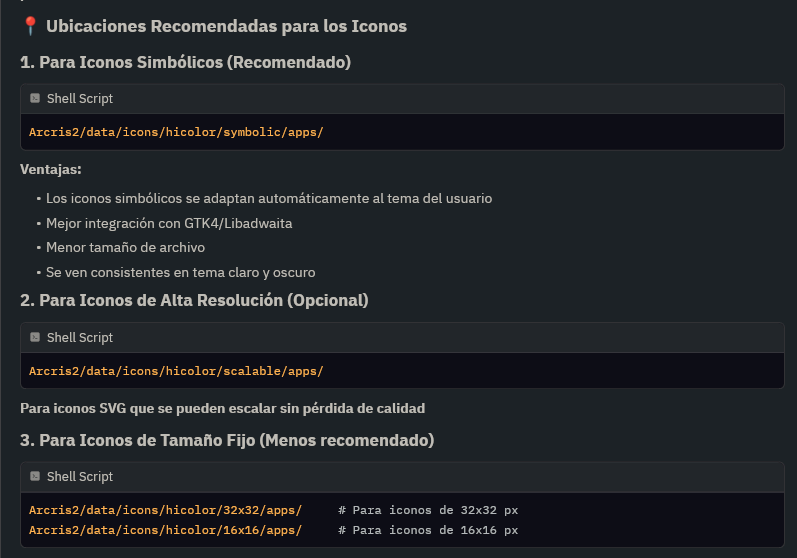 📍 Ubicaciones Recomendadas para los Iconos
1. Para Iconos Simbólicos (Recomendado)
Shell Script
Arcris2/data/icons/hicolor/symbolic/apps/
Ventajas:
• Los iconos simbólicos se adaptan automáticamente al tema del usuario
• Mejor integración con GTK4/Libadwaita
• Menor tamaño de archivo
• Se ven consistentes en tema claro y oscuro
2. Para Iconos de Alta Resolución (Opcional)
Shell Script
Arcris2/data/icons/hicolor/scalable/apps/
Para iconos SVG que se pueden escalar sin pérdida de calidad
3. Para Iconos de Tamaño Fijo (Menos recomendado)
Shell Script
Arcris2/data/icons/hicolor/32x32/apps/     # Para iconos de 32x32 px
Arcris2/data/icons/hicolor/16x16/apps/     # Para iconos de 16x16 px